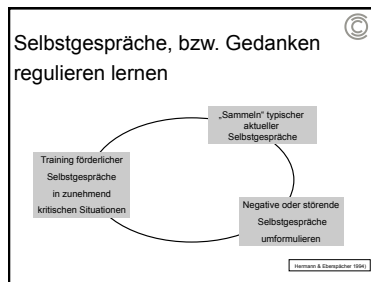 Selbstgespräche, bzw. Gedanken
regulieren lernen
„Sammeln“ typischer
aktueller
Selbstgespräche
Training förderlicher
Selbstgespräche
in zunehmend
kritischen Situationen
Negative oder störende
Selbstgespräche
umformulieren
Hermann & Eberspächer 1994)